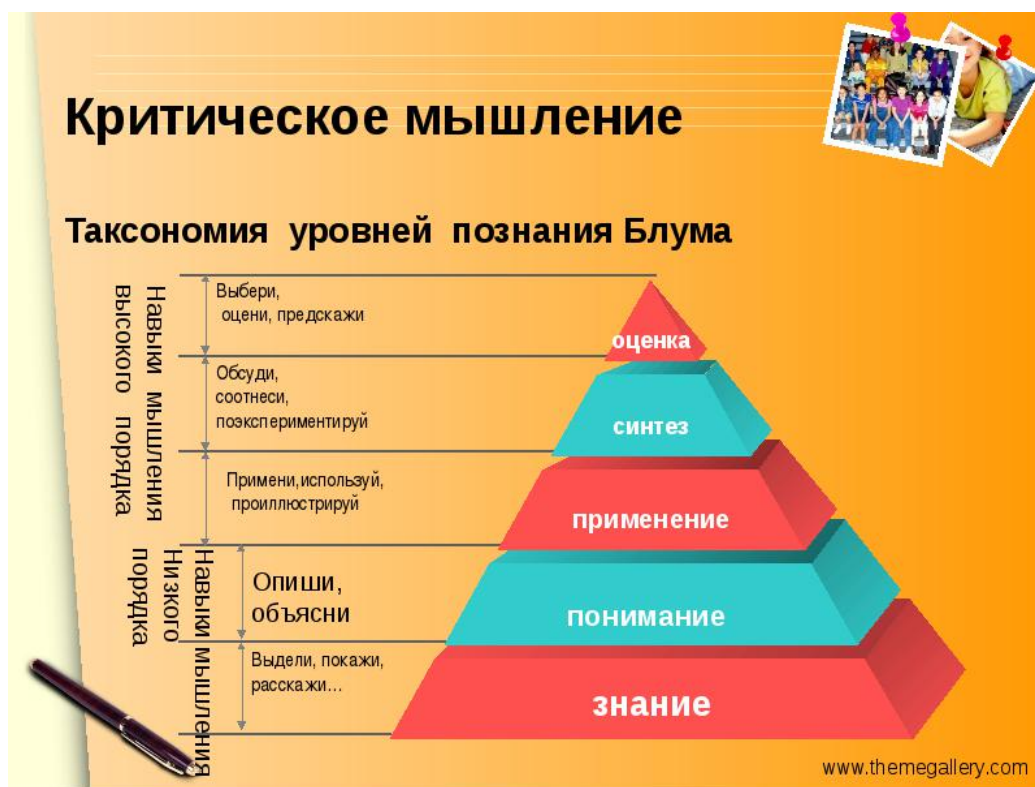 Критическое мышление
Таксономия уровней познания Блума
Навыки мышления
высокого порядка
Выбери,
оцени, предскажи
оценка
Обсуди,
соотнеси,
поэкспериментируй
синтез
Примени,используй,
проиллюстрируй
применение
Навыки мышления
Низкого
порядка
Опиши,
объясни
понимание
Выдели, покажи,
расскажи…
знание
www.themegallery.com